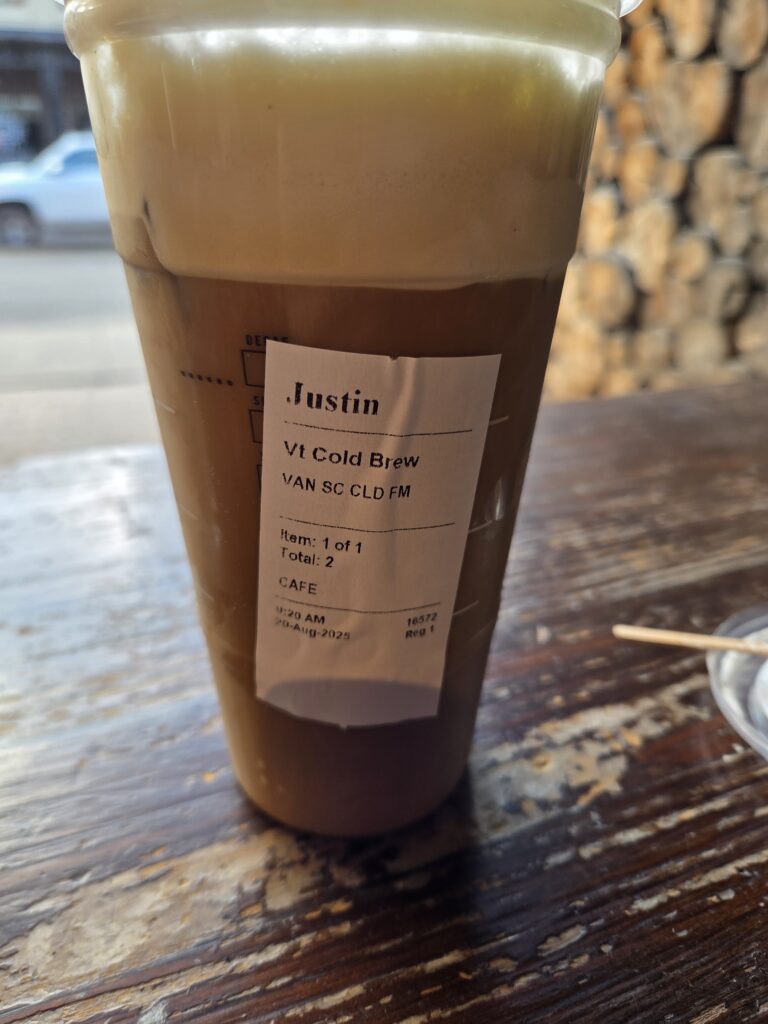 Justin
Vt Cold Brew
VAN SC CLD FM
Item: 1 of 1
Total: 2
CAFE
9:20 AM 16572
20-Aug-2025 Reg 1